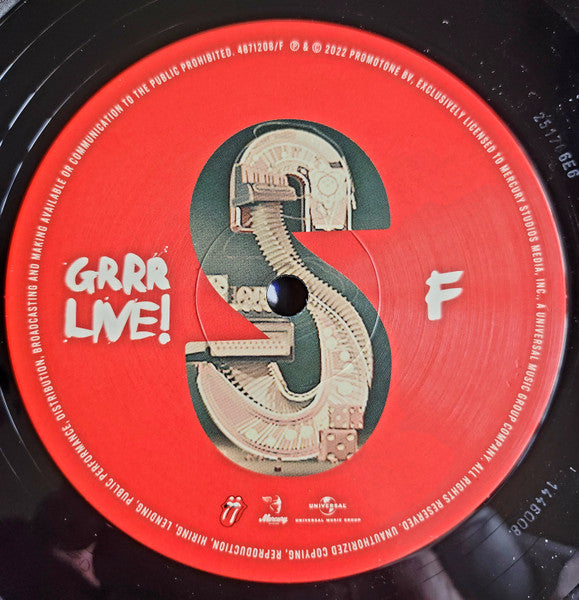 PUBLIC PERFORMANCE, DISTRIBUTION, BROADCASTING AND MAKING AVAILABLE OR COMMUNICATION TO THE PUBLIC PROHIBITED. 4871208/F ℗ & © 2022 PROMOTONE BV, EXCLUSIVELY LICENSED TO MERCURY STUDIOS MEDIA, INC., A UNIVERSAL MUSIC GROUP COMPANY. ALL RIGHTS RESERVED. UNAUTHORIZED COPYING, REPRODUCTION, HIRING, LENDING,
GRRR
LIVE!
S
F
Mercury
UNIVERSAL
UNIVERSAL MUSIC GROUP
1446008